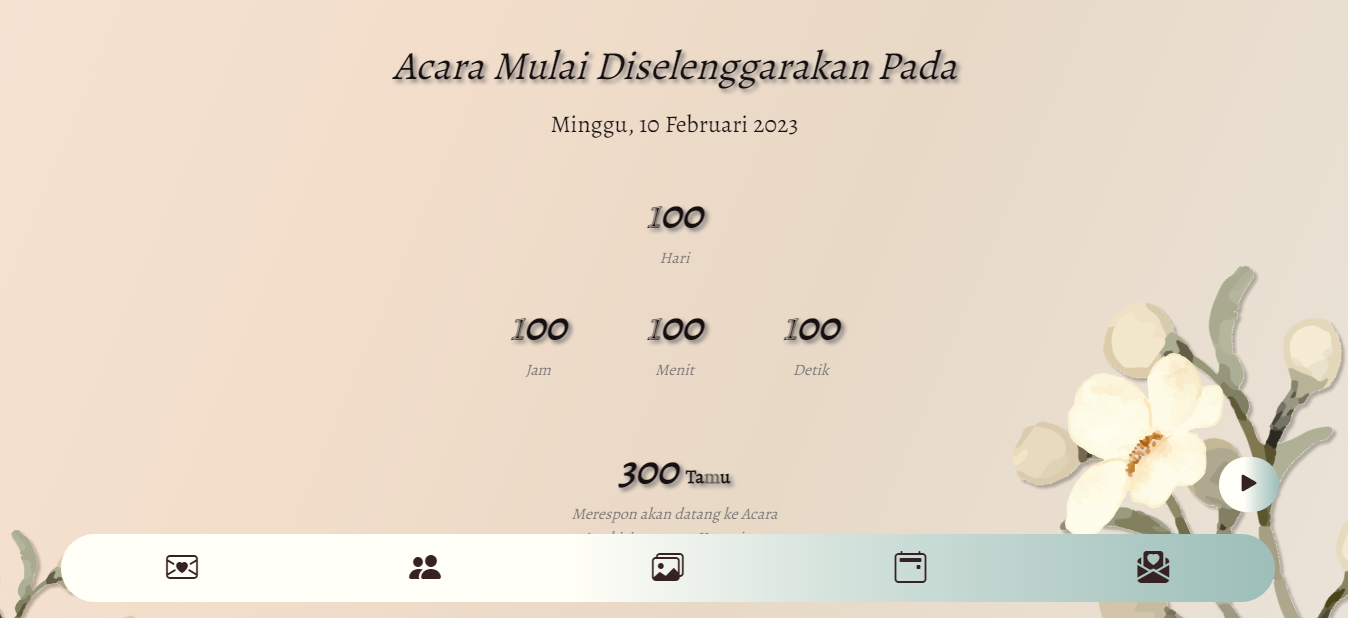 Acara Mulai Diselenggarakan Pada
Minggu, 10 Februari 2023
100
Hari
100 100 100
Jam Menit Detik
300 Tamu
Merespon akan datang ke Acara